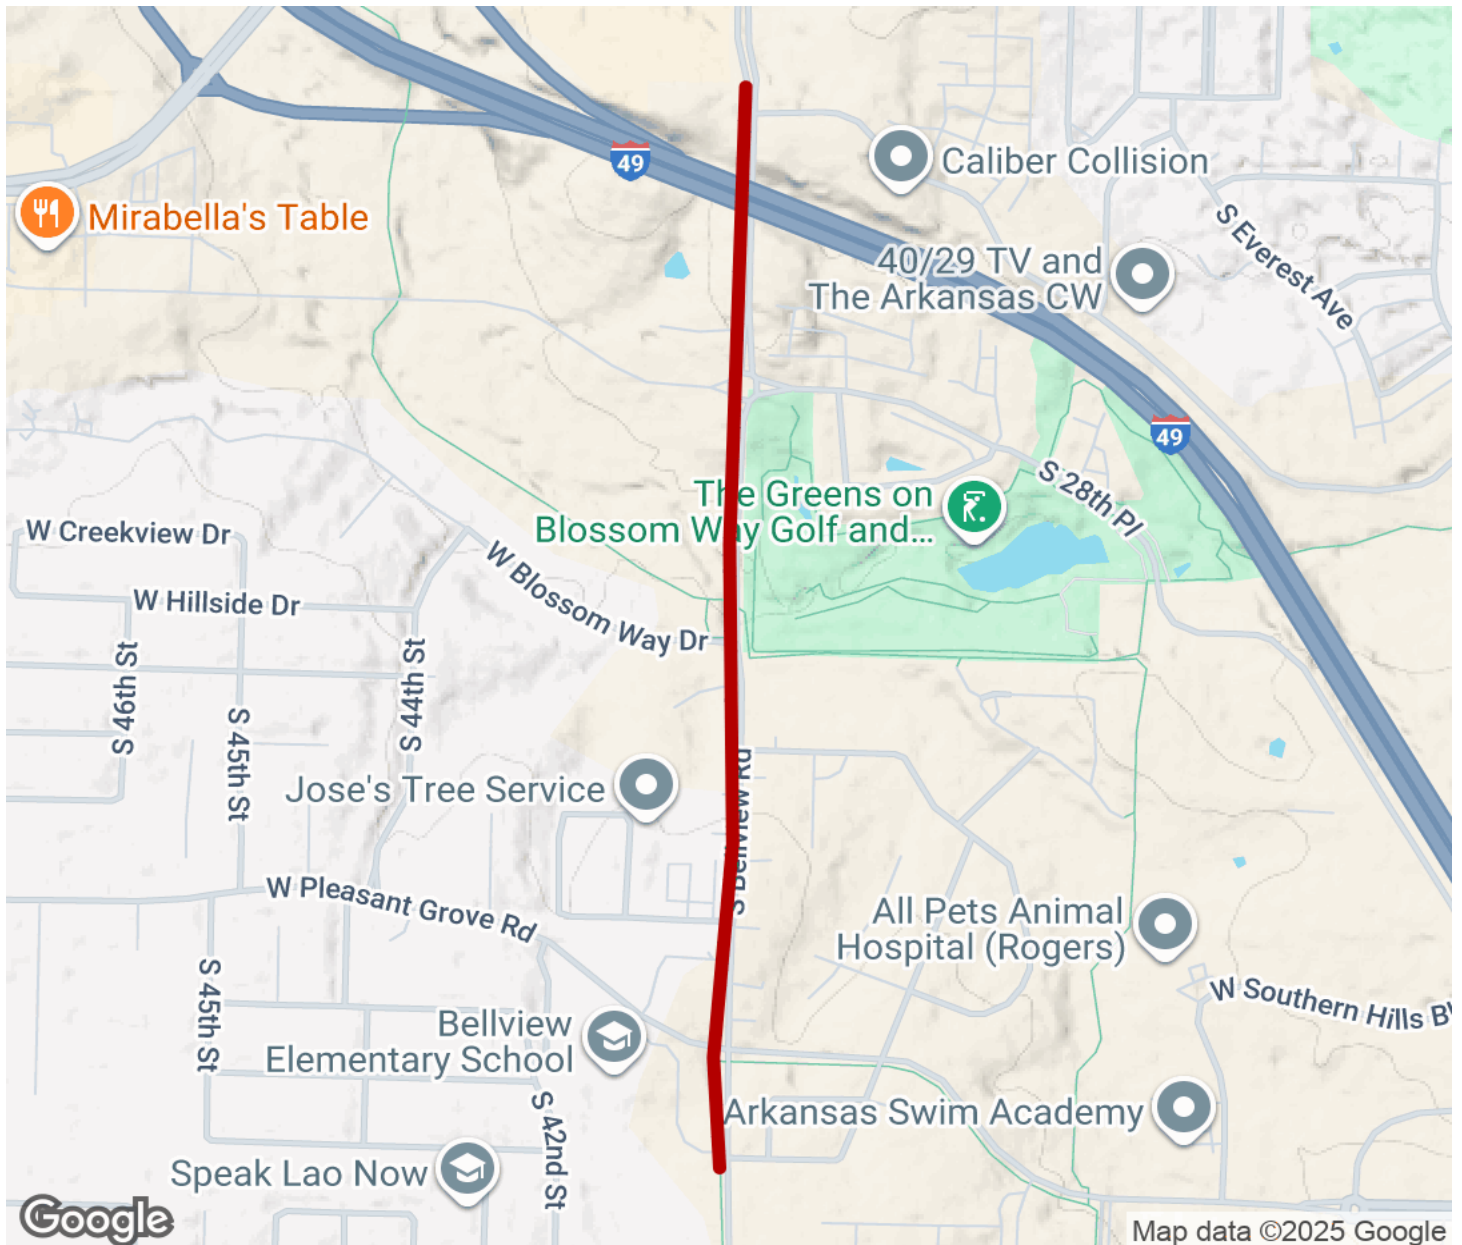 49
Caliber Collision
Mirabella's Table
S Everest Ave
40/29 TV and
The Arkansas CW
49
S 28th Pl
The Greens on
Blossom Way Golf and...
W Creekview Dr
W Blossom Way Dr
W Hillside Dr
S 46th St
S 44th St
S 45th St
Jose's Tree Service
S Bellview Rd
W Pleasant Grove Rd
All Pets Animal
Hospital (Rogers)
S 45th St
W Southern Hills
Bellview
Elementary School
Arkansas Swim Academy
S 42nd St
Speak Lao Now
Google
Map data ©2025 Google